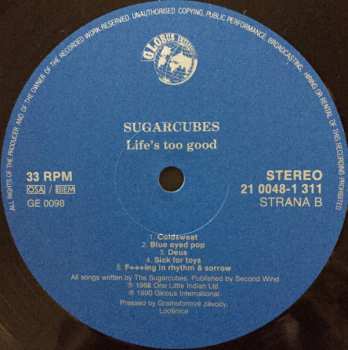 ALL RIGHTS OF THE PRODUCER AND OF THE OWNER OF THE RECORDED WORK RESERVED. UNAUTHORISED COPYING, PUBLIC PERFORMANCE, BROADCASTING, HIRING OR RENTAL OF THIS RECORDING PROHIBITED
GLOBUS INTERNATIONAL
SUGARCUBES
Life's too good
33 RPM
OSA / BIEM
GE 0098
STEREO
21 0048-1 311
STRANA B
1. Coldsweat
2. Blue eyed pop
3. Deus
4. Sick for toys
5. F●●●ing in rhythm & sorrow
All songs written by The Sugarcubes. Published by Second Wind
℗ 1988 One Little Indian Ltd
℗ 1990 Globus International
Pressed by Gramofonové závody,
Loděnice